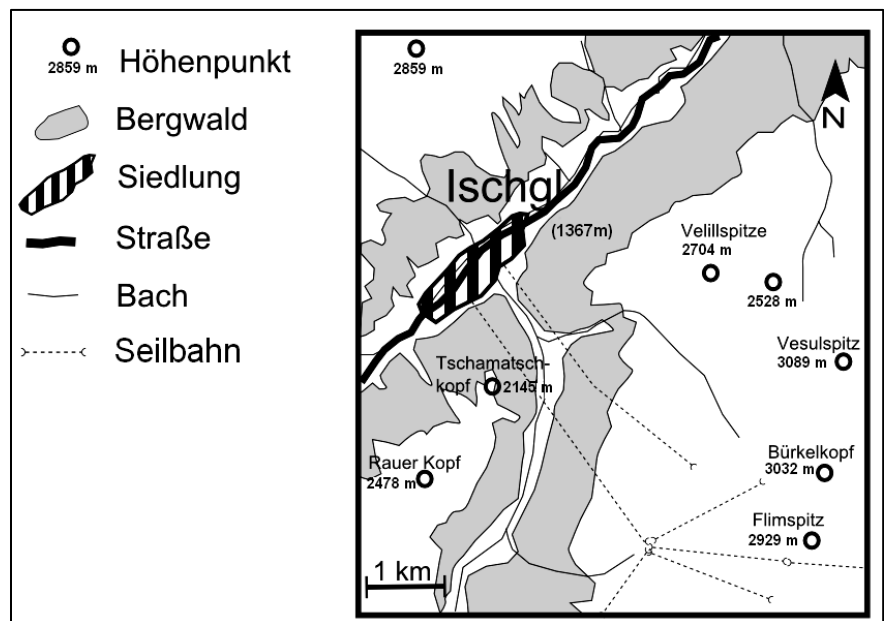 2859 m
Höhenpunkt
Bergwald
Siedlung
Straße
Bach
Seilbahn
2859 m
N
Ischgl
(1367m)
Velillspitze
2704 m
2528 m
Vesulspitz
3089 m
Tschamatsch-
kopf
2145 m
Rauer Kopf
2478 m
Bürkelkopf
3032 m
Flimspitz
2929 m
1 km